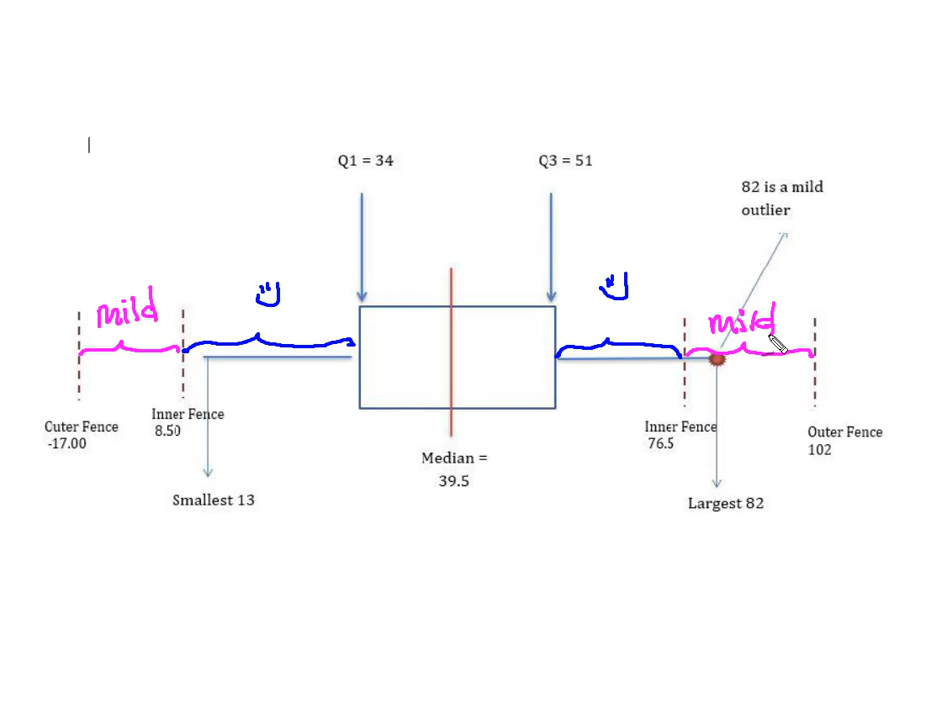 Q1 = 34
Q3 = 51
82 is a mild
outlier
mild
mild
Inner Fence
8.50
Outer Fence
-17.00
Inner Fence
76.5
Outer Fence
102
Median =
39.5
Smallest 13
Largest 82